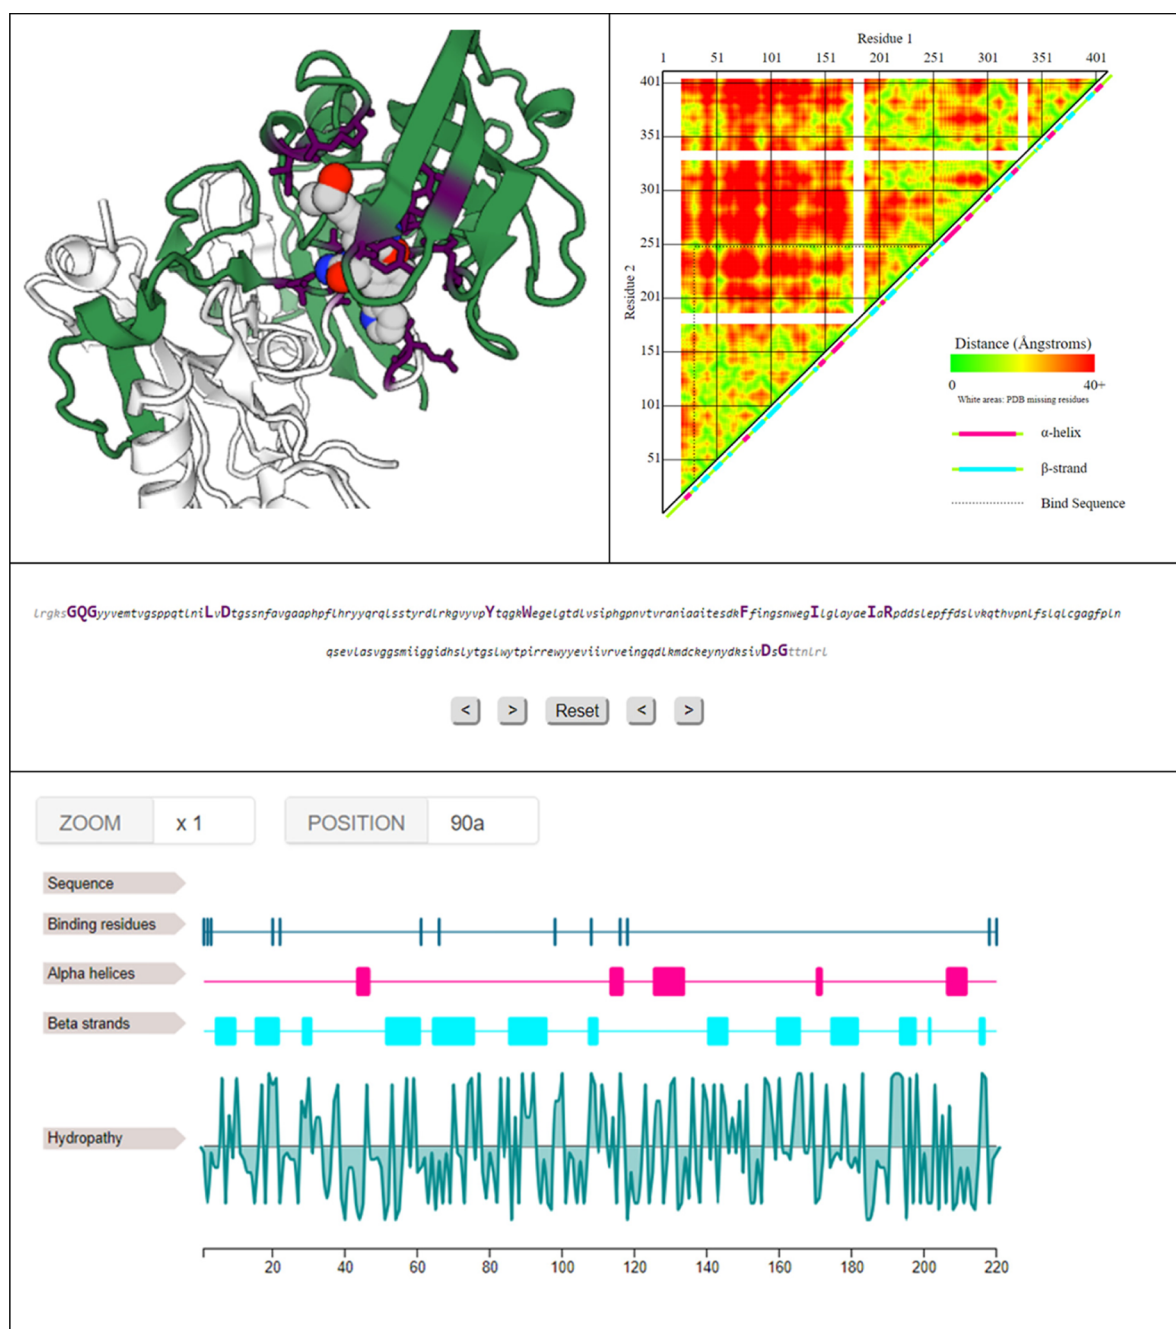 Residue 1
1 51 101 151 201 251 301 351 401
401
351
301
251
201
151
101
51
Residue 2
Distance (Ångstroms)
0 40+
White areas: PDB missing residues
α-helix
β-strand
Bind Sequence
lrgksGQGyyvemtvgsppqtlniLvDtgssnfavgaaphpflhryyqrqlsstyrdlrkgvyvpYtqgkWegelgtdlvsiphgpnvtvraniaaitesdkFfingsnwegIlglayaeIaRpddslepffdslvkqthvpnlfslqlcgagfpln
qsevlasvggsmiiggidhslytgslwytpirrewyyeviivrveingqdlkmdckeynydksivDsGttnlrl
< > Reset < >
ZOOM x 1 POSITION 90a
Sequence
Binding residues
Alpha helices
Beta strands
Hydropathy
20 40 60 80 100 120 140 160 180 200 220